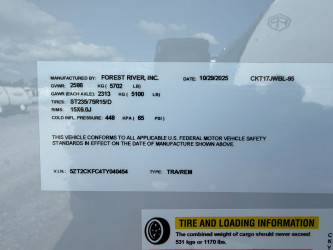 MANUFACTURED BY: FOREST RIVER, INC. DATE: 10/29/2025 CKT17JWBL-95
GVWR: 2586 KG ( 5702 LB)
GAWR (EACH AXLE): 2313 KG ( 5100 LB)
TIRES: ST235/75R15/D
RIMS: 15X6.0J
COLD INFL. PRESSURE: 448 KPA ( 65 PSI)
THIS VEHICLE CONFORMS TO ALL APPLICABLE U.S. FEDERAL MOTOR VEHICLE SAFETY
STANDARDS IN EFFECT ON THE DATE OF MANUFACTURE SHOWN ABOVE.
V.I.N.: 5ZT2CKFC4TY040454 TYPE: TRA/REM
TIRE AND LOADING INFORMATION
The combined weight of cargo should never exceed
531 kgs or 1170 lbs.